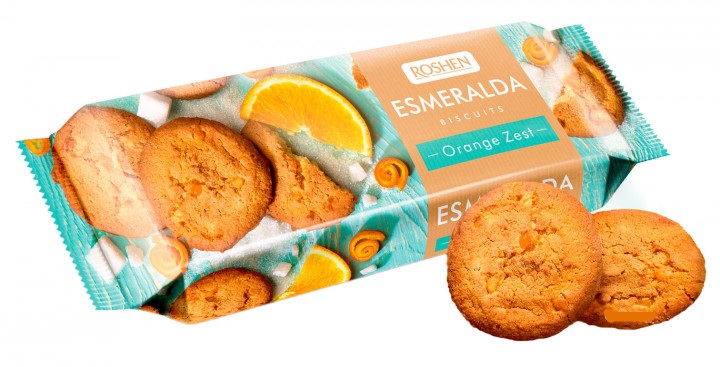 ROSHEN
ESMERALDA
BISCUITS
Orange Zest
ESMERALDA